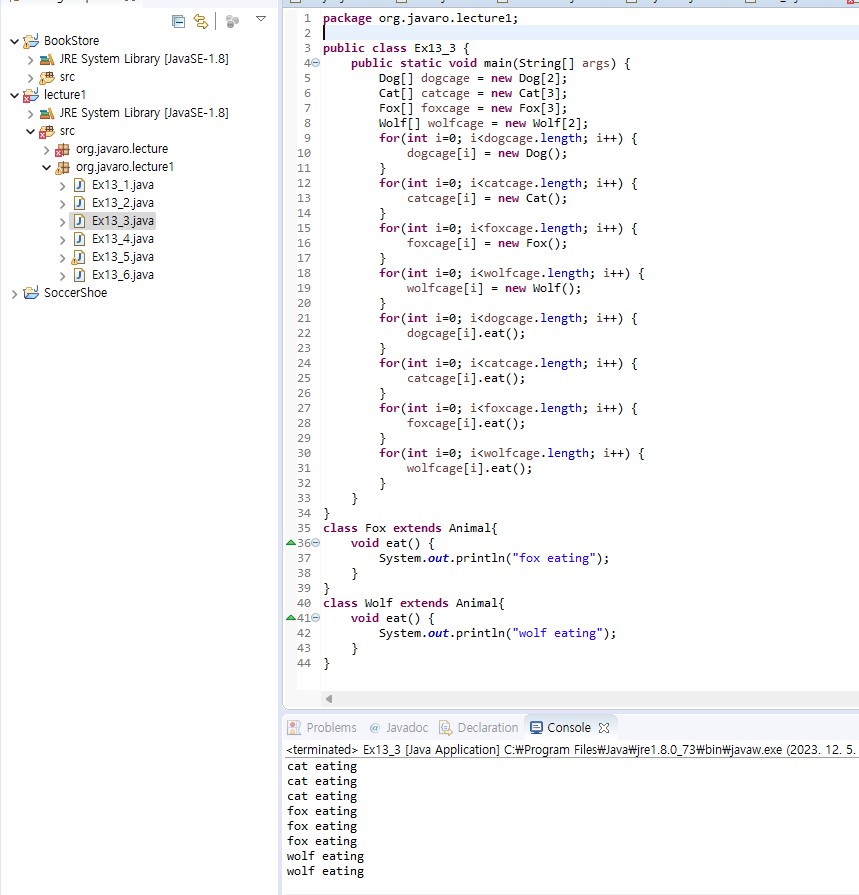 BookStore
JRE System Library [JavaSE-1.8]
src
lecture1
JRE System Library [JavaSE-1.8]
src
org.javaro.lecture
org.javaro.lecture1
Ex13_1.java
Ex13_2.java
Ex13_3.java
Ex13_4.java
Ex13_5.java
Ex13_6.java
SoccerShoe
1 package org.javaro.lecture1;
2
3 public class Ex13_3 {
4 public static void main(String[] args) {
5 Dog[] dogcage = new Dog[2];
6 Cat[] catcage = new Cat[3];
7 Fox[] foxcage = new Fox[3];
8 Wolf[] wolfcage = new Wolf[2];
9 for(int i=0; i<dogcage.length; i++) {
10 dogcage[i] = new Dog();
11 }
12 for(int i=0; i<catcage.length; i++) {
13 catcage[i] = new Cat();
14 }
15 for(int i=0; i<foxcage.length; i++) {
16 foxcage[i] = new Fox();
17 }
18 for(int i=0; i<wolfcage.length; i++) {
19 wolfcage[i] = new Wolf();
20 }
21 for(int i=0; i<dogcage.length; i++) {
22 dogcage[i].eat();
23 }
24 for(int i=0; i<catcage.length; i++) {
25 catcage[i].eat();
26 }
27 for(int i=0; i<foxcage.length; i++) {
28 foxcage[i].eat();
29 }
30 for(int i=0; i<wolfcage.length; i++) {
31 wolfcage[i].eat();
32 }
33 }
34 }
35 class Fox extends Animal{
36 void eat() {
37 System.out.println("fox eating");
38 }
39 }
40 class Wolf extends Animal{
41 void eat() {
42 System.out.println("wolf eating");
43 }
44 }
Problems @ Javadoc Declaration Console
<terminated> Ex13_3 [Java Application] C:₩Program Files₩Java₩jre1.8.0_73₩bin₩javaw.exe (2023. 12. 5.
cat eating
cat eating
cat eating
fox eating
fox eating
fox eating
wolf eating
wolf eating